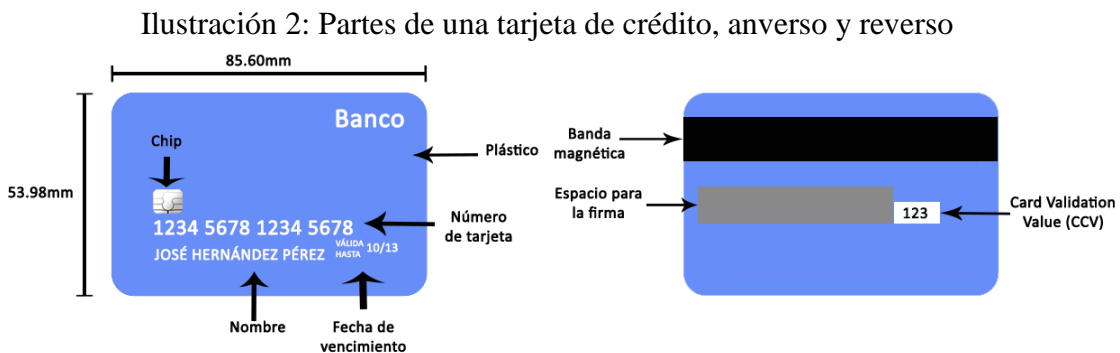 Ilustración 2: Partes de una tarjeta de crédito, anverso y reverso
85.60mm
53.98mm
Banco
Chip
Plástico
1234 5678 1234 5678
Número
de tarjeta
JOSÉ HERNÁNDEZ PÉREZ
VÁLIDA
HASTA
10/13
Nombre
Fecha de
vencimiento
Banda
magnética
Espacio para
la firma
123
Card Validation
Value (CCV)